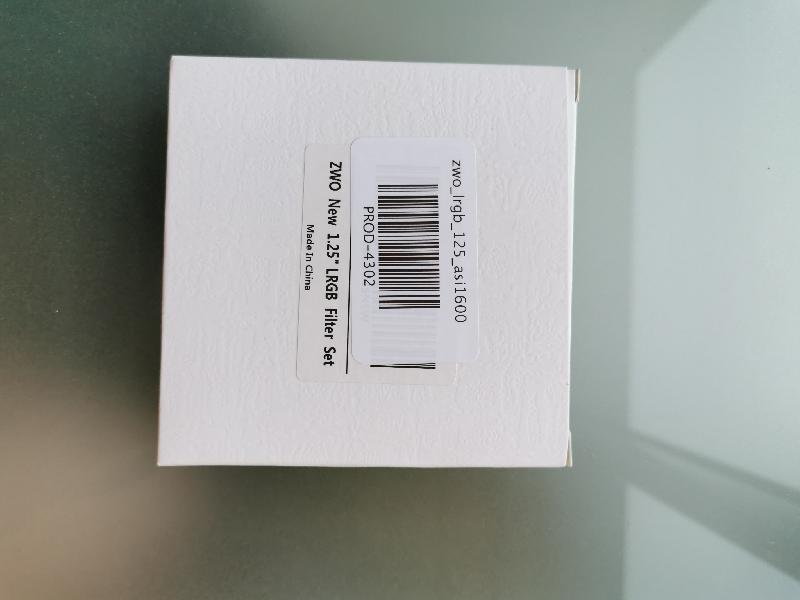 zwo_lrgb_125_asi1600
PROD-4302
ZWO New 1.25" LRGB Filter Set
Made In China